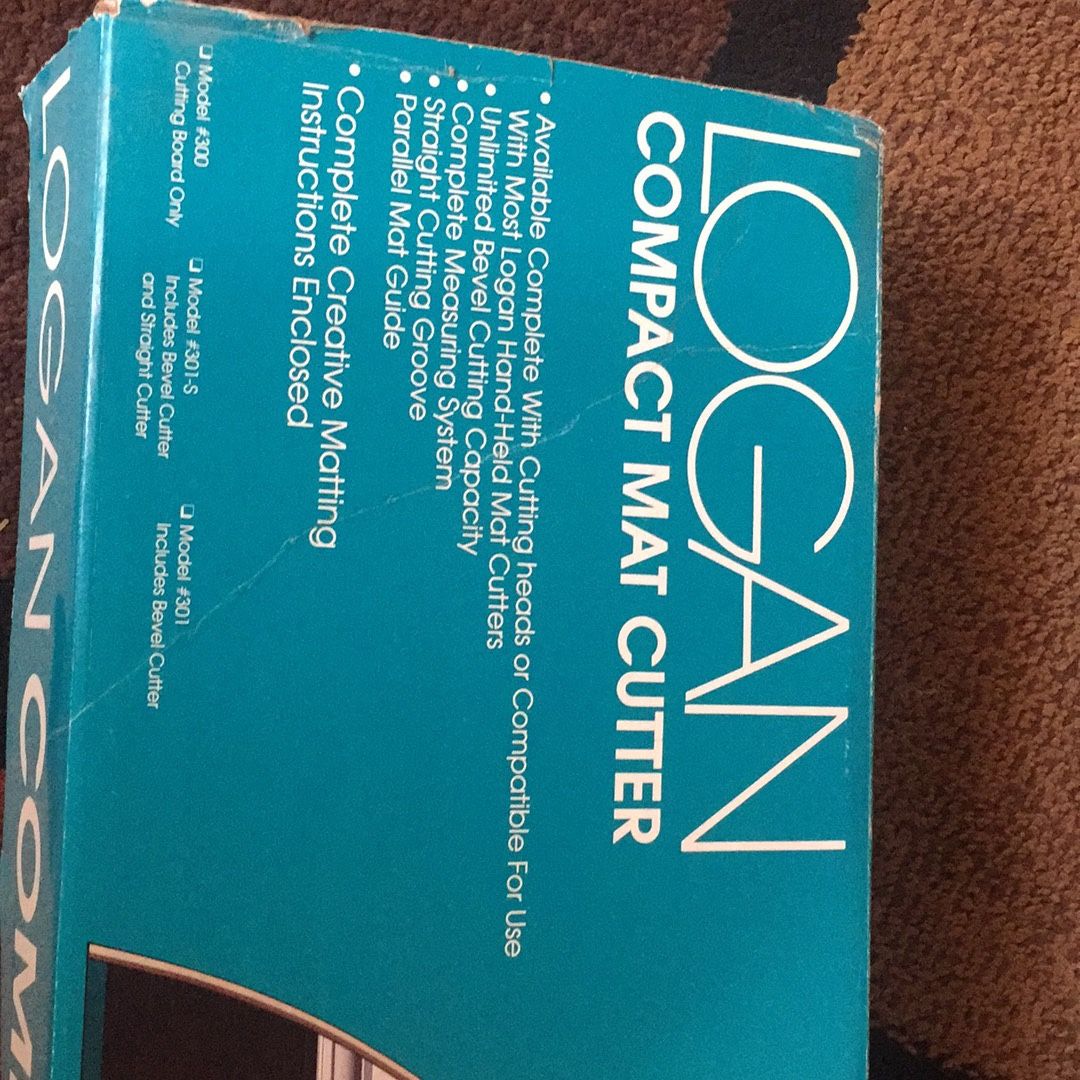 LOGAN
COMPACT MAT CUTTER
• Available Complete With Cutting heads or Compatible For Use
With Most Logan Hand-Held Mat Cutters
• Unlimited Bevel Cutting Capacity
• Complete Measuring System
• Straight Cutting Groove
• Parallel Mat Guide
• Complete Creative Matting
Instructions Enclosed
❑ Model #300
Cutting Board Only
❑ Model #301-S
Includes Bevel Cutter
and Straight Cutter
❑ Model #301
Includes Bevel Cutter
LOGAN COM